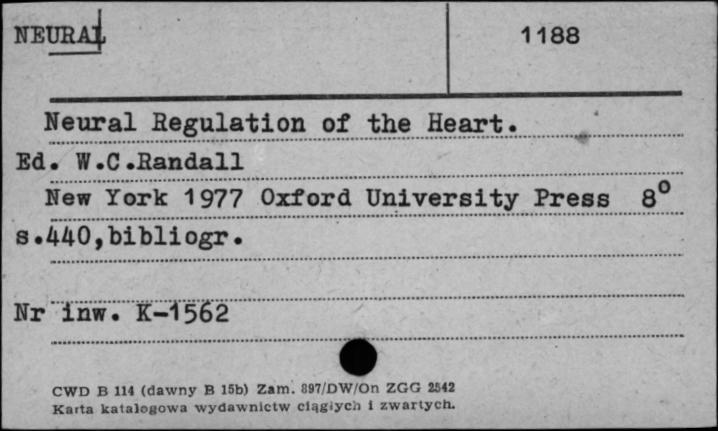 NEURAL
1188
Neural Regulation of the Heart.
Ed. W.C.Randall
New York 1977 Oxford University Press 8°
s.440,bibliogr.
Nr inw. K-1562
CWD B 114 (dawny B 15b) Zam. 897/DW/On ZGG 2542
Karta katalogowa wydawnictw ciągłych i zwartych.